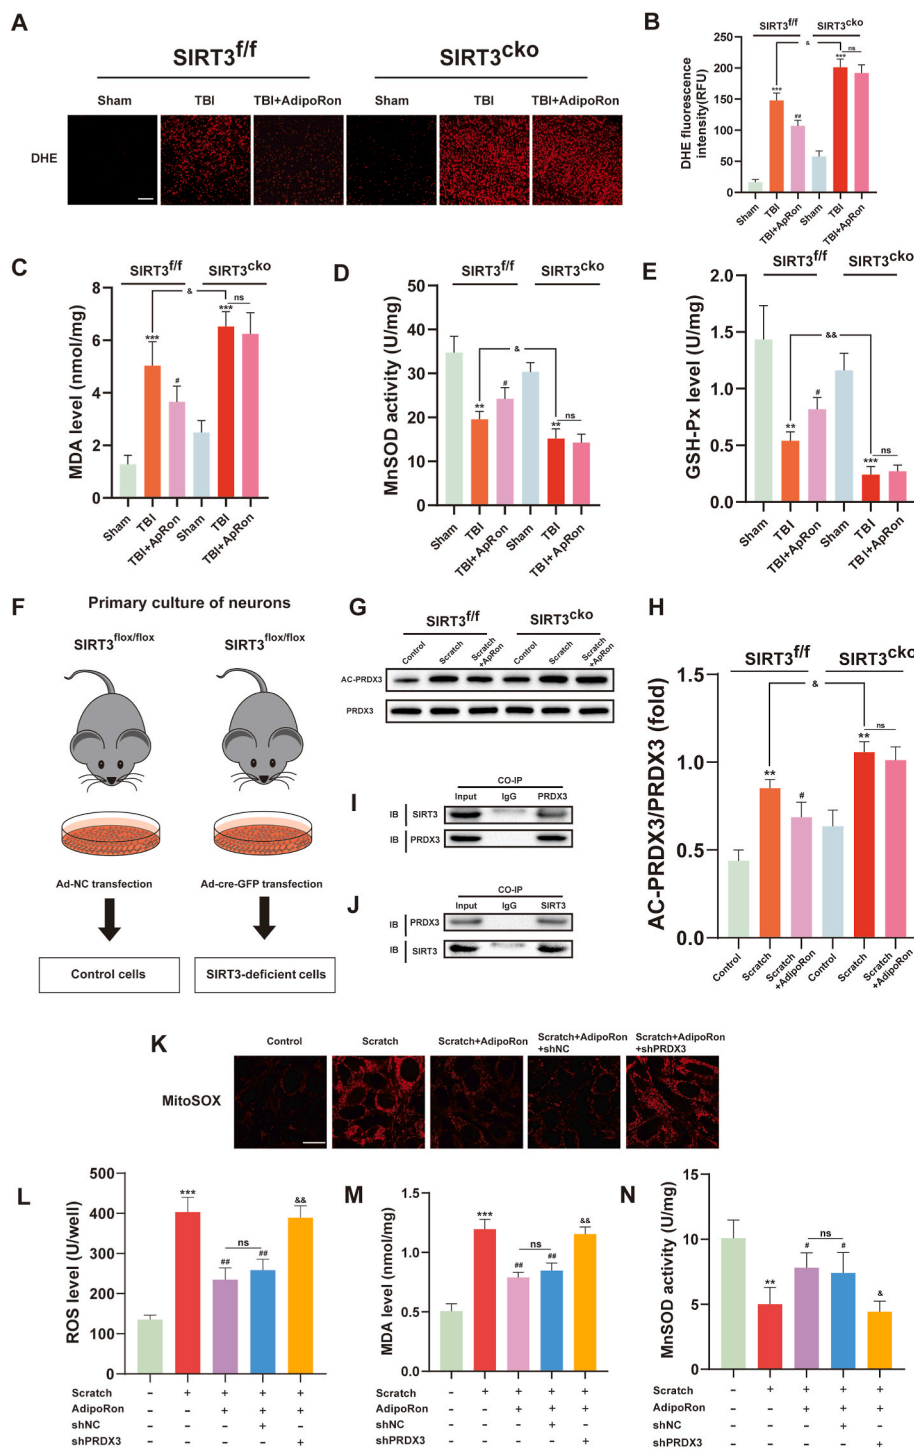 A
SIRT3f/f
SIRT3cko
Sham TBI TBI+AdipoRon Sham TBI TBI+AdipoRon
DHE
B
SIRT3f/f SIRT3cko
DHE fluorescence
intensity(RFU)
250
200
150
100
50
0
&
***
##
***
ns
Sham TBI TBI+ApRon Sham TBI TBI+ApRon
C
SIRT3f/f SIRT3cko
MDA level (nmol/mg)
8
6
4
2
0
&
***
#
***
ns
Sham TBI TBI+ApRon Sham TBI TBI+ApRon
D
SIRT3f/f SIRT3cko
MnSOD activity (U/mg)
50
40
30
20
10
0
&
**
#
**
ns
Sham TBI TBI+ApRon Sham TBI TBI+ApRon
E
SIRT3f/f SIRT3cko
GSH-Px level (U/mg)
2.0
1.5
1.0
0.5
0.0
&&
**
#
***
ns
Sham TBI TBI+ApRon Sham TBI TBI+ApRon
F
Primary culture of neurons
SIRT3flox/flox SIRT3flox/flox
Ad-NC transfection Ad-cre-GFP transfection
Control cells SIRT3-deficient cells
G
SIRT3f/f SIRT3cko
Control Scratch Scratch +ApRon Control Scratch Scratch +ApRon
AC-PRDX3
PRDX3
H
SIRT3f/f SIRT3cko
AC-PRDX3/PRDX3 (fold)
1.5
1.0
0.5
0.0
&
**
#
**
ns
Control Scratch Scratch +AdipoRon Control Scratch Scratch +AdipoRon
I
CO-IP
Input IgG PRDX3
IB SIRT3
IB PRDX3
J
CO-IP
Input IgG SIRT3
IB PRDX3
IB SIRT3
K
Control Scratch Scratch+AdipoRon Scratch+AdipoRon +shNC Scratch+AdipoRon +shPRDX3
MitoSOX
L
ROS level (U/well)
500
400
300
200
100
0
***
##
ns
##
&&
Scratch - + + + +
AdipoRon - - + + +
shNC - - - + -
shPRDX3 - - - - +
M
MDA level (nmol/mg)
1.5
1.0
0.5
0.0
***
##
ns
##
&&
Scratch - + + + +
AdipoRon - - + + +
shNC - - - + -
shPRDX3 - - - - +
N
MnSOD activity (U/mg)
15
10
5
0
**
#
ns
#
&
Scratch - + + + +
AdipoRon - - + + +
shNC - - - + -
shPRDX3 - - - - +